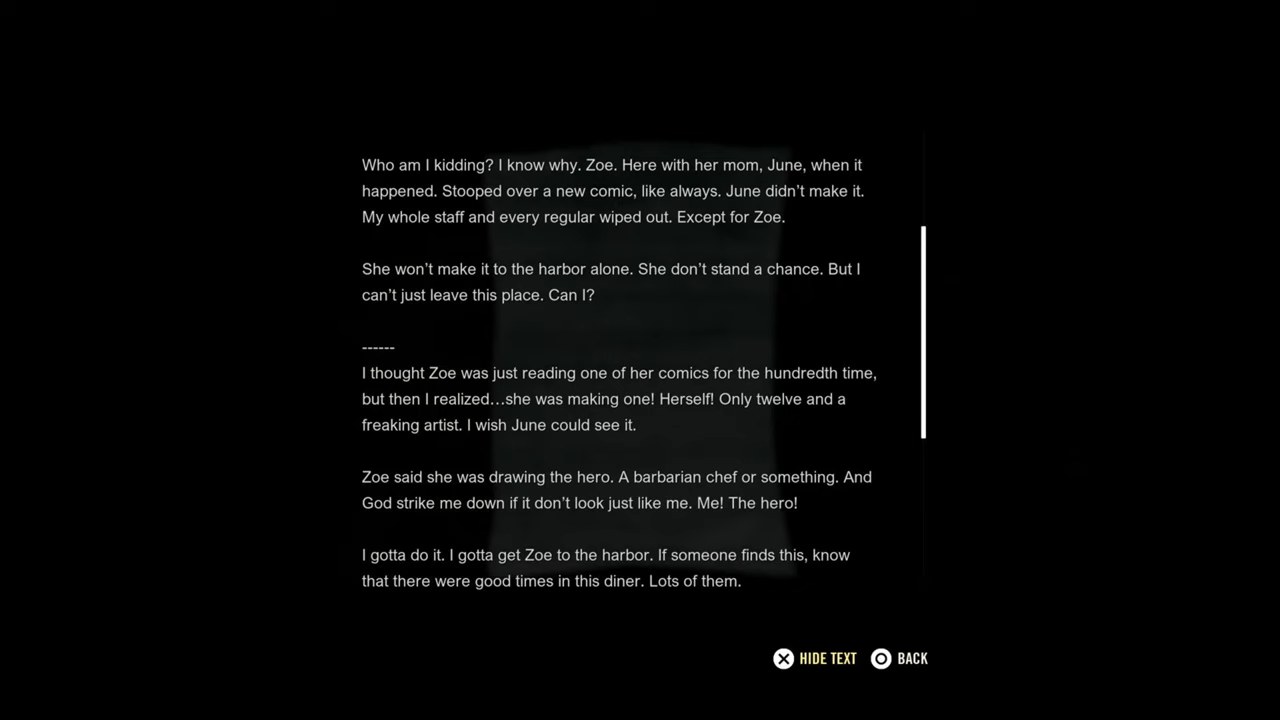 Who am I kidding? I know why. Zoe. Here with her mom, June, when it
happened. Stooped over a new comic, like always. June didn't make it.
My whole staff and every regular wiped out. Except for Zoe.
She won't make it to the harbor alone. She don't stand a chance. But I
can't just leave this place. Can I?
------
I thought Zoe was just reading one of her comics for the hundredth time,
but then I realized…she was making one! Herself! Only twelve and a
freaking artist. I wish June could see it.
Zoe said she was drawing the hero. A barbarian chef or something. And
God strike me down if it don't look just like me. Me! The hero!
I gotta do it. I gotta get Zoe to the harbor. If someone finds this, know
that there were good times in this diner. Lots of them.
HIDE TEXT BACK